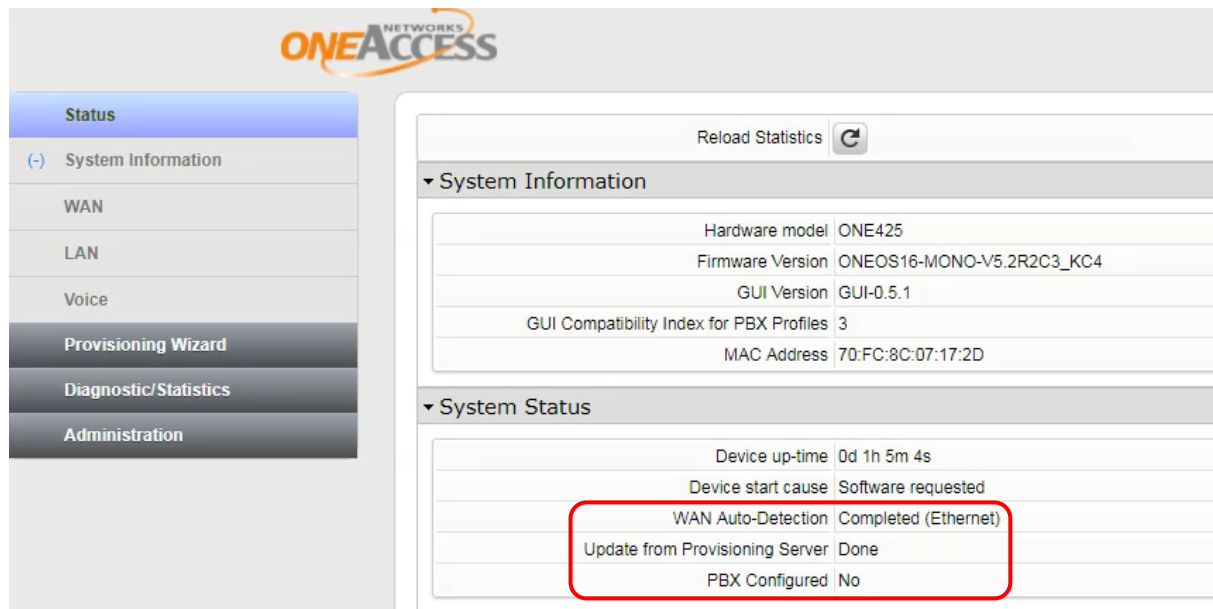 NETWORKS
ONEACCESS
Status
(-) System Information
WAN
LAN
Voice
Provisioning Wizard
Diagnostic/Statistics
Administration
Reload Statistics
System Information
Hardware model ONE425
Firmware Version ONEOS16-MONO-V5.2R2C3_KC4
GUI Version GUI-0.5.1
GUI Compatibility Index for PBX Profiles 3
MAC Address 70:FC:8C:07:17:2D
System Status
Device up-time 0d 1h 5m 4s
Device start cause Software requested
WAN Auto-Detection Completed (Ethernet)
Update from Provisioning Server Done
PBX Configured No